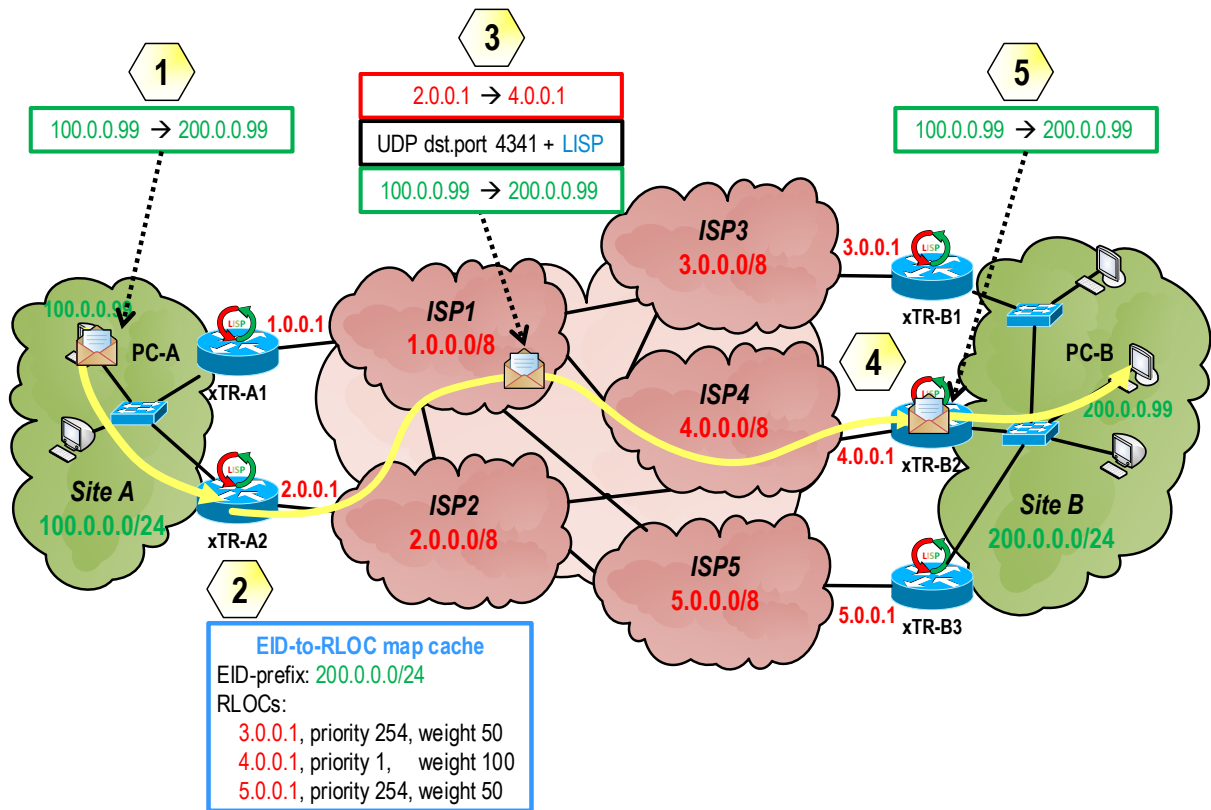 1
100.0.0.99 → 200.0.0.99
3
2.0.0.1 → 4.0.0.1
UDP dst.port 4341 + LISP
100.0.0.99 → 200.0.0.99
5
100.0.0.99 → 200.0.0.99
100.0.0.99
PC-A
LISP
1.0.0.1
xTR-A1
Site A
100.0.0.0/24
LISP
2.0.0.1
xTR-A2
ISP1
1.0.0.0/8
ISP2
2.0.0.0/8
ISP3
3.0.0.0/8
ISP4
4.0.0.0/8
ISP5
5.0.0.0/8
3.0.0.1
LISP
xTR-B1
4
LISP
4.0.0.1
xTR-B2
LISP
5.0.0.1
xTR-B3
PC-B
200.0.0.99
Site B
200.0.0.0/24
2
EID-to-RLOC map cache
EID-prefix: 200.0.0.0/24
RLOCs:
3.0.0.1, priority 254, weight 50
4.0.0.1, priority 1, weight 100
5.0.0.1, priority 254, weight 50